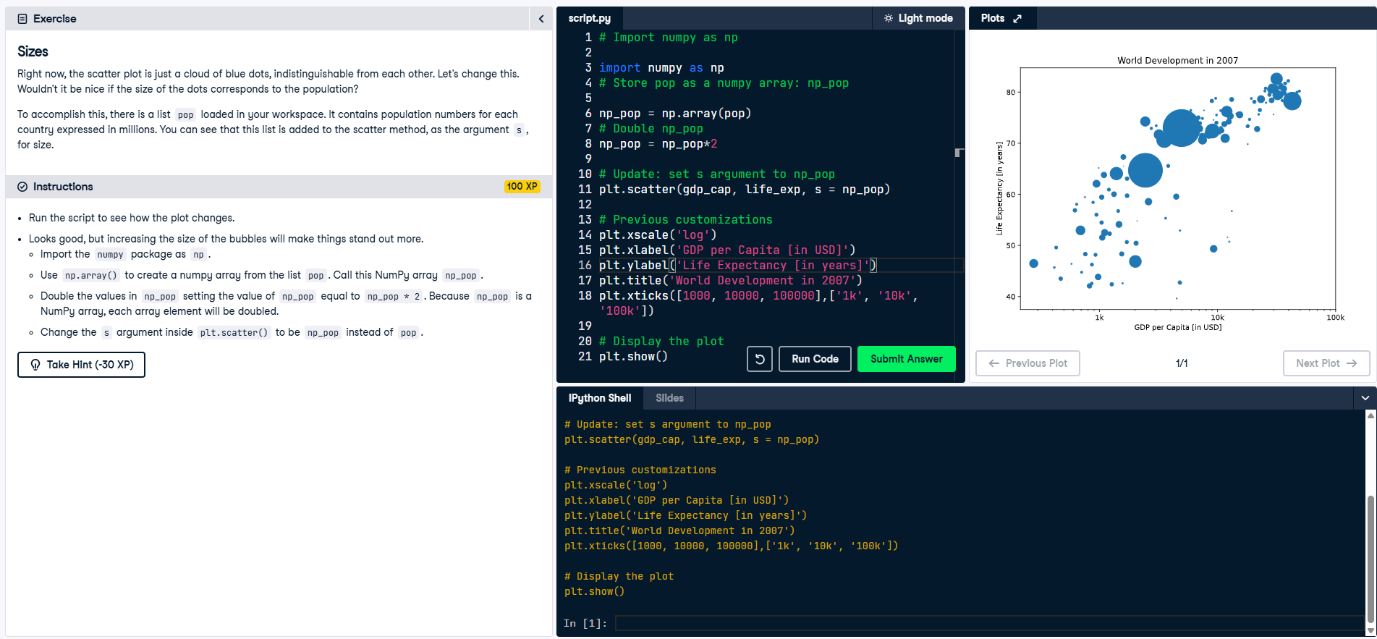 Exercise
Sizes
Right now, the scatter plot is just a cloud of blue dots, indistinguishable from each other. Let's change this.
Wouldn't it be nice if the size of the dots corresponds to the population?
To accomplish this, there is a list pop loaded in your workspace. It contains population numbers for each
country expressed in millions. You can see that this list is added to the scatter method, as the argument s ,
for size.
Instructions
100 XP
Run the script to see how the plot changes.
Looks good, but increasing the size of the bubbles will make things stand out more.
Import the numpy package as np .
Use np.array() to create a numpy array from the list pop . Call this NumPy array np_pop .
Double the values in np_pop setting the value of np_pop equal to np_pop * 2 . Because np_pop is a
NumPy array, each array element will be doubled.
Change the s argument inside plt.scatter() to be np_pop instead of pop .
Take Hint (-30 XP)
script.py
Light mode
1 # Import numpy as np
2
3 import numpy as np
4 # Store pop as a numpy array: np_pop
5
6 np_pop = np.array(pop)
7 # Double np_pop
8 np_pop = np_pop*2
9
10 # Update: set s argument to np_pop
11 plt.scatter(gdp_cap, life_exp, s = np_pop)
12
13 # Previous customizations
14 plt.xscale('log')
15 plt.xlabel('GDP per Capita [in USD]')
16 plt.ylabel('Life Expectancy [in years]')
17 plt.title('World Development in 2007')
18 plt.xticks([1000, 10000, 100000],['1k', '10k',
'100k'])
19
20 # Display the plot
21 plt.show()
Run Code
Submit Answer
Plots
World Development in 2007
80
70
60
50
40
Life Expectancy [in years]
1k 10k 100k
GDP per Capita [in USD]
Previous Plot
1/1
Next Plot
IPython Shell
Slides
# Update: set s argument to np_pop
plt.scatter(gdp_cap, life_exp, s = np_pop)
# Previous customizations
plt.xscale('log')
plt.xlabel('GDP per Capita [in USD]')
plt.ylabel('Life Expectancy [in years]')
plt.title('World Development in 2007')
plt.xticks([1000, 10000, 100000],['1k', '10k', '100k'])
# Display the plot
plt.show()
In [1]: